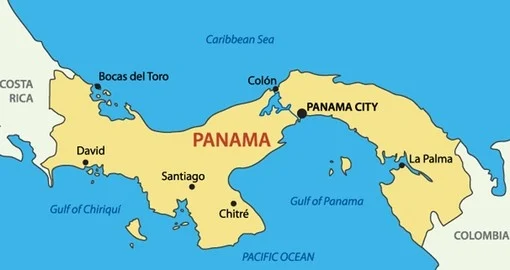 Caribbean Sea
Bocas del Toro
Colón
COSTA
RICA
PANAMA CITY
PANAMA
David
La Palma
Santiago
Chitré
Gulf of Chiriquí
Gulf of Panama
COLOMBIA
PACIFIC OCEAN